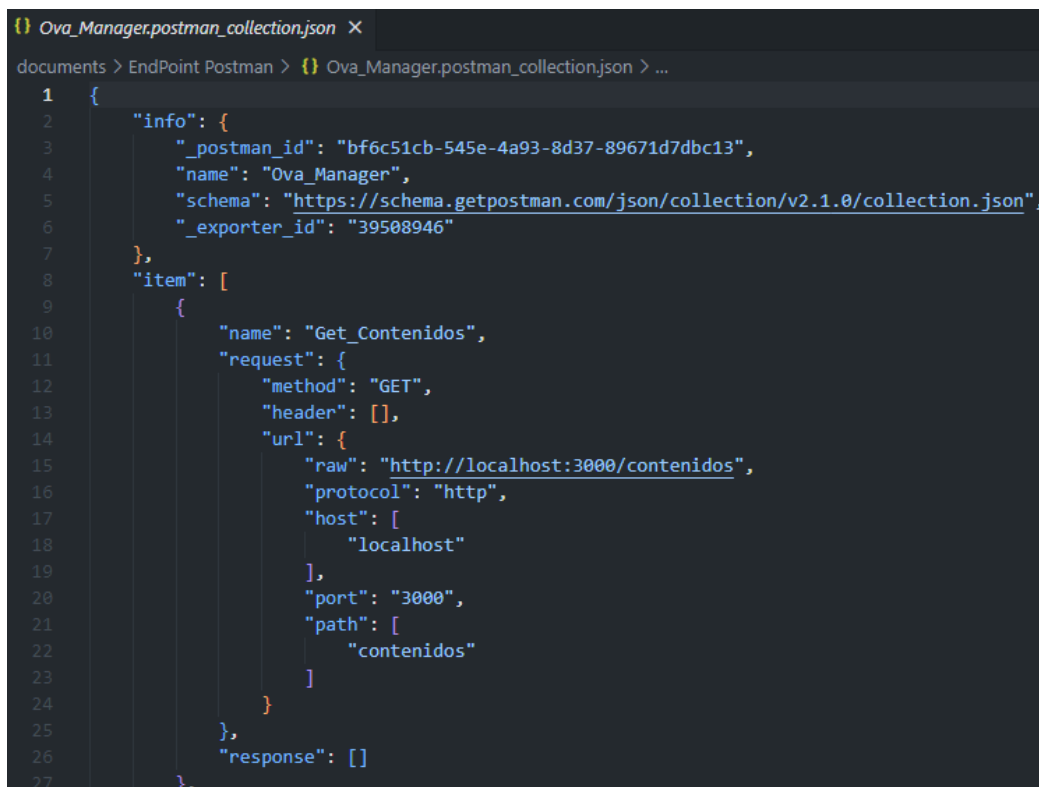 {} Ova_Manager.postman_collection.json ×
documents > EndPoint Postman > {} Ova_Manager.postman_collection.json > ...
1 {
2 "info": {
3 "_postman_id": "bf6c51cb-545e-4a93-8d37-89671d7dbc13",
4 "name": "Ova_Manager",
5 "schema": "https://schema.getpostman.com/json/collection/v2.1.0/collection.json",
6 "_exporter_id": "39508946"
7 },
8 "item": [
9 {
10 "name": "Get_Contenidos",
11 "request": {
12 "method": "GET",
13 "header": [],
14 "url": {
15 "raw": "http://localhost:3000/contenidos",
16 "protocol": "http",
17 "host": [
18 "localhost"
19 ],
20 "port": "3000",
21 "path": [
22 "contenidos"
23 ]
24 }
25 },
26 "response": []
27 },